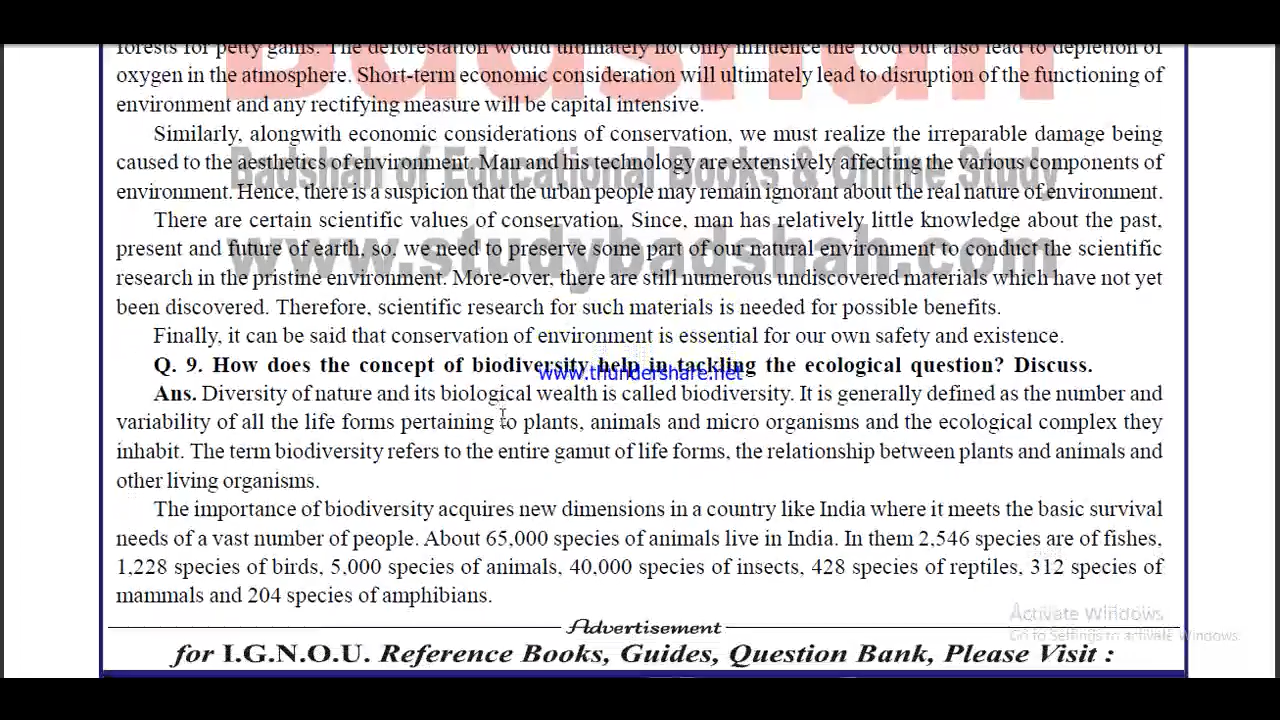 forests for petty gains. The deforestation would ultimately not only influence the food but also lead to depletion of
oxygen in the atmosphere. Short-term economic consideration will ultimately lead to disruption of the functioning of
environment and any rectifying measure will be capital intensive.
Similarly, alongwith economic considerations of conservation, we must realize the irreparable damage being
caused to the aesthetics of environment. Man and his technology are extensively affecting the various components of
Badshah of Educational Books & Online Study
environment. Hence, there is a suspicion that the urban people may remain ignorant about the real nature of environment.
There are certain scientific values of conservation. Since, man has relatively little knowledge about the past,
present and future of earth, so, we need to preserve some part of our natural environment to conduct the scientific
www.studybadshah.com
research in the pristine environment. More-over, there are still numerous undiscovered materials which have not yet
been discovered. Therefore, scientific research for such materials is needed for possible benefits.
Finally, it can be said that conservation of environment is essential for our own safety and existence.
Q. 9. How does the concept of biodiversity help in tackling the ecological question? Discuss.
www.thundershare.net
Ans. Diversity of nature and its biological wealth is called biodiversity. It is generally defined as the number and
variability of all the life forms pertaining to plants, animals and micro organisms and the ecological complex they
inhabit. The term biodiversity refers to the entire gamut of life forms, the relationship between plants and animals and
other living organisms.
The importance of biodiversity acquires new dimensions in a country like India where it meets the basic survival
needs of a vast number of people. About 65,000 species of animals live in India. In them 2,546 species are of fishes,
1,228 species of birds, 5,000 species of animals, 40,000 species of insects, 428 species of reptiles, 312 species of
mammals and 204 species of amphibians.
Activate Windows
Go to Settings to activate Windows.
Advertisement
for I.G.N.O.U. Reference Books, Guides, Question Bank, Please Visit :